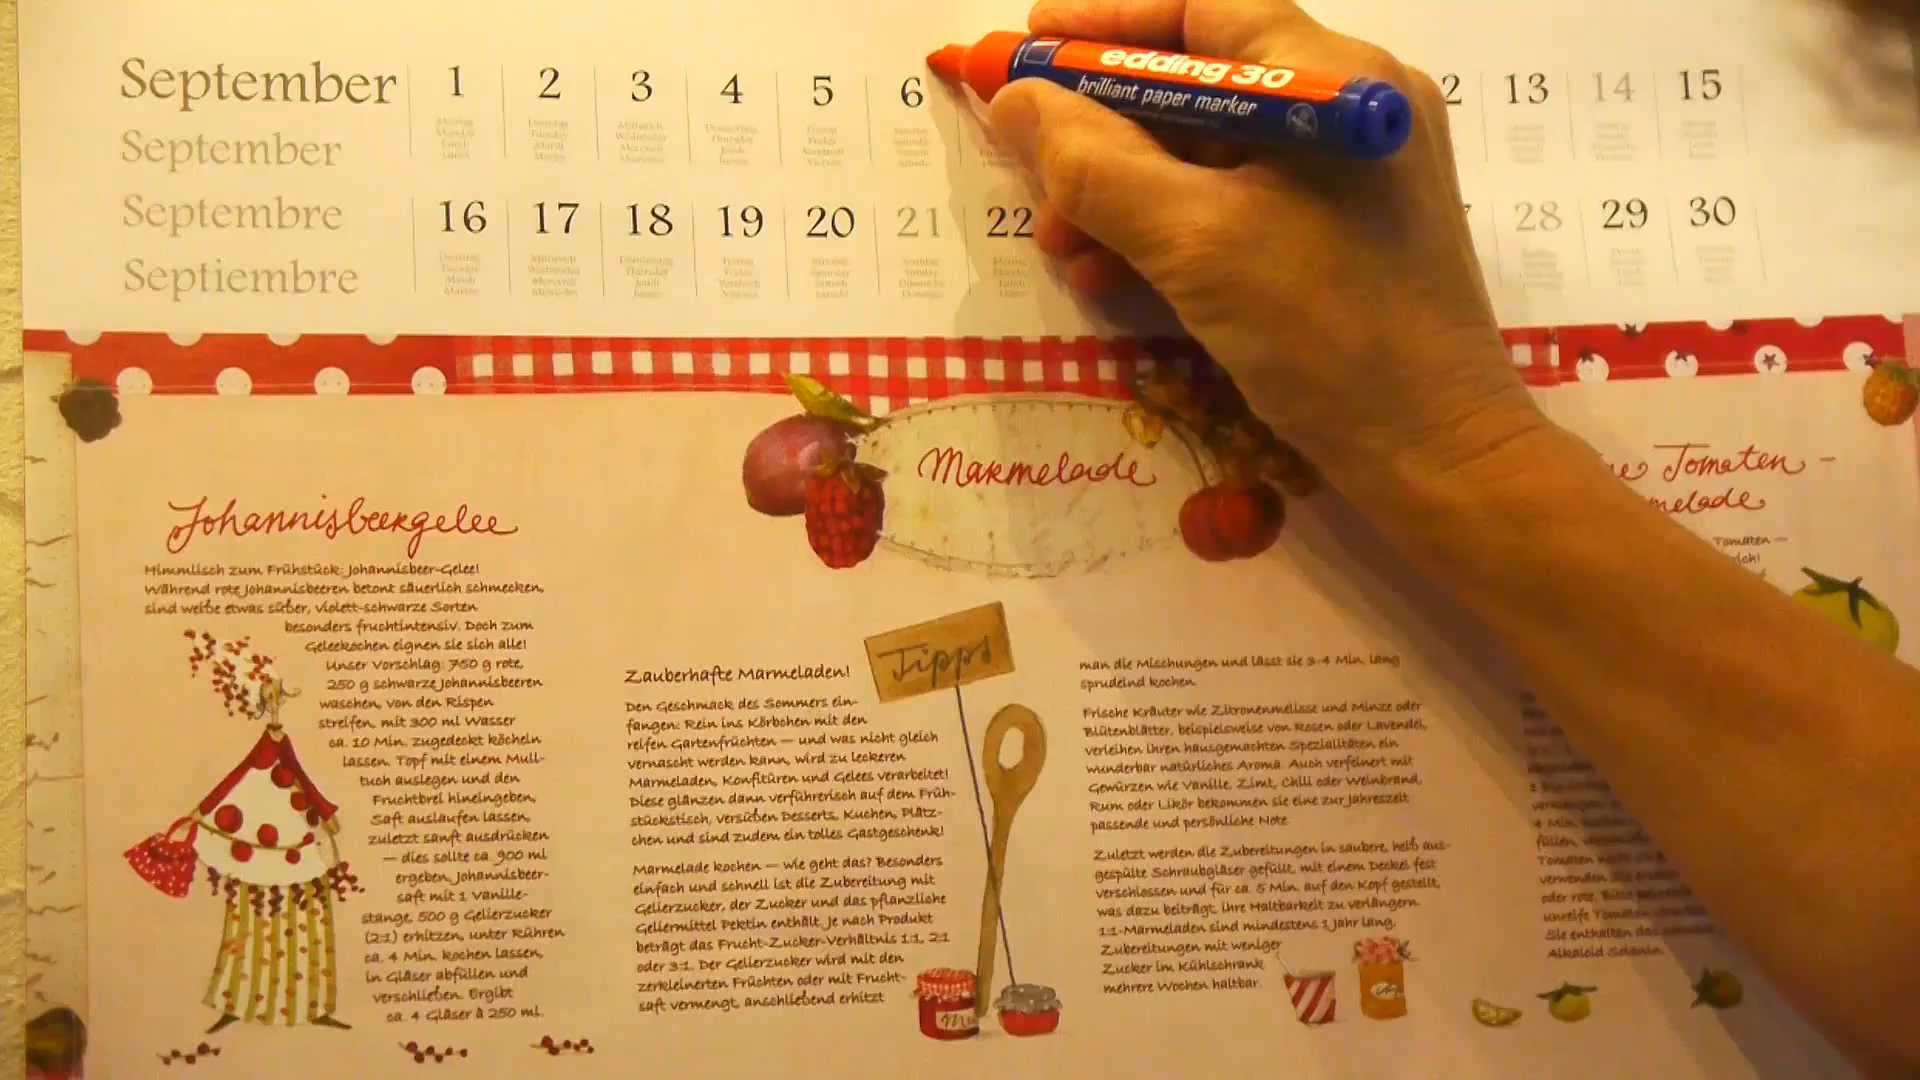 September 1 2 3 4 5 6 2 13 14 15
September
Septembre 16 17 18 19 20 21 22 28 29 30
Septiembre
edding 30
brilliant paper marker
Marmelade
Johannisbeergelee
Himmlisch zum Frühstück: Johannisbeer-Gelee!
Während rote Johannisbeeren betont säuerlich schmecken,
sind weiße etwas süßer, violett-schwarze Sorten
besonders fruchtintensiv. Doch zum
Geleekochen eignen sie sich alle!
Unser Vorschlag: 750 g rote,
250 g schwarze Johannisbeeren
waschen, von den Rispen
streifen, mit 300 ml Wasser
ca. 10 Min. zugedeckt köcheln
lassen. Topf mit einem Mull-
tuch auslegen und den
Fruchtbrei hineingeben,
Saft auslaufen lassen,
zuletzt sanft ausdrücken
— dies sollte ca. 900 ml
ergeben. Johannisbeer-
saft mit 1 Vanille-
stange, 500 g Gelierzucker
(2:1) erhitzen, unter Rühren
ca. 4 Min. kochen lassen,
in Gläser abfüllen und
verschließen. Ergibt
ca. 4 Gläser à 250 ml.
Tipps
Zauberhafte Marmeladen!
Den Geschmack des Sommers ein-
fangen: Rein ins Körbchen mit den
reifen Gartenfrüchten — und was nicht gleich
vernascht werden kann, wird zu leckeren
Marmeladen, Konfitüren und Gelees verarbeitet!
Diese glänzen dann verführerisch auf dem Früh-
stückstisch, versüßen Desserts, Kuchen, Plätz-
chen und sind zudem ein tolles Gastgeschenk!
Marmelade kochen — wie geht das? Besonders
einfach und schnell ist die Zubereitung mit
Gelierzucker, der Zucker und das pflanzliche
Geliermittel Pektin enthält. Je nach Produkt
beträgt das Frucht-Zucker-Verhältnis 1:1, 2:1
oder 3:1. Der Gelierzucker wird mit den
zerkleinerten Früchten oder mit Frucht-
saft vermengt, anschließend erhitzt
man die Mischungen und lässt sie 3-4 Min. lang
sprudelnd kochen.
Frische Kräuter wie Zitronenmelisse und Minze oder
Blütenblätter, beispielsweise von Rosen oder Lavendel,
verleihen Ihren hausgemachten Spezialitäten ein
wunderbar natürliches Aroma. Auch verfeinert mit
Gewürzen wie Vanille, Zimt, Chili oder Weinbrand,
Rum oder Likör bekommen sie eine zur Jahreszeit
passende und persönliche Note.
Zuletzt werden die Zubereitungen in saubere, heiß aus-
gespülte Schraubgläser gefüllt, mit einem Deckel fest
verschlossen und für ca. 5 Min. auf den Kopf gestellt,
was dazu beiträgt, ihre Haltbarkeit zu verlängern.
1:1-Marmeladen sind mindestens 1 Jahr lang,
Zubereitungen mit weniger
Zucker im Kühlschrank
mehrere Wochen haltbar.
Tomaten-
melade
Tomaten —
4 Min.
füllen,
Tomaten
verwenden
oder rote.
unreife Tomaten
Sie enthalten das
Alkaloid Solanin.